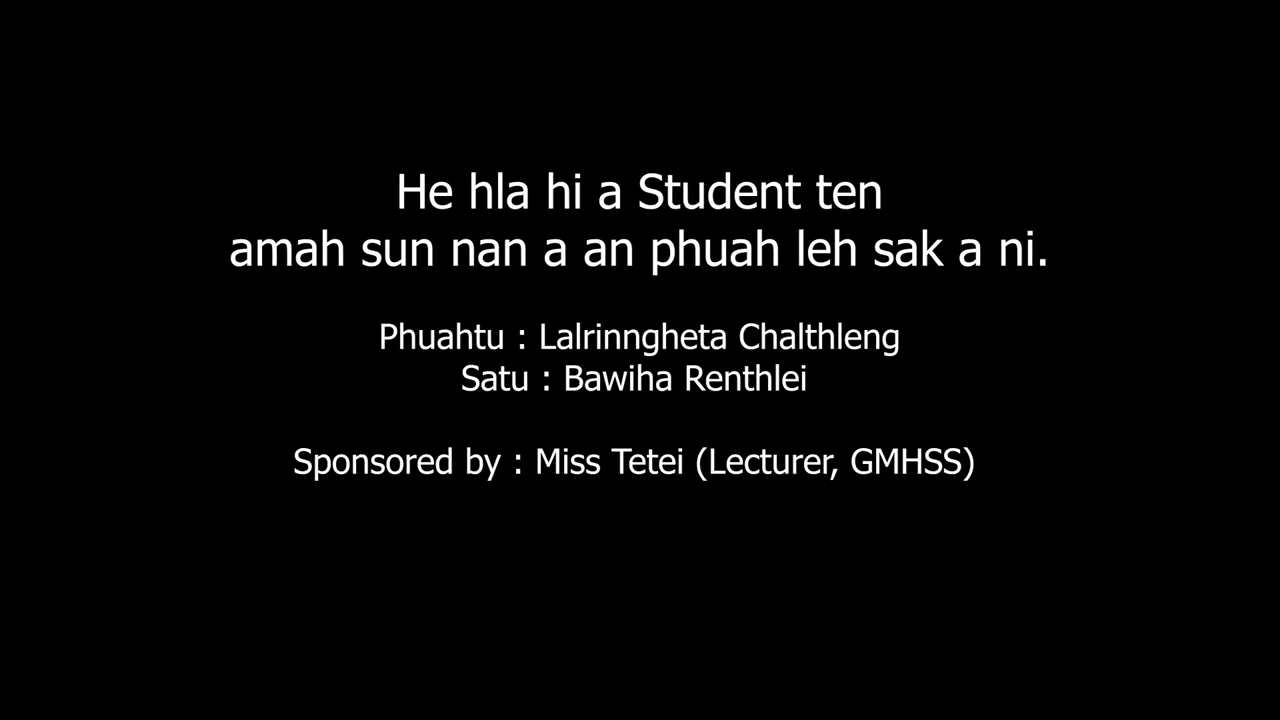 He hla hi a Student ten
amah sun nan a an phuah leh sak a ni.
Phuahtu : Lalrinngheta Chalthleng
Satu : Bawiha Renthlei
Sponsored by : Miss Tetei (Lecturer, GMHSS)